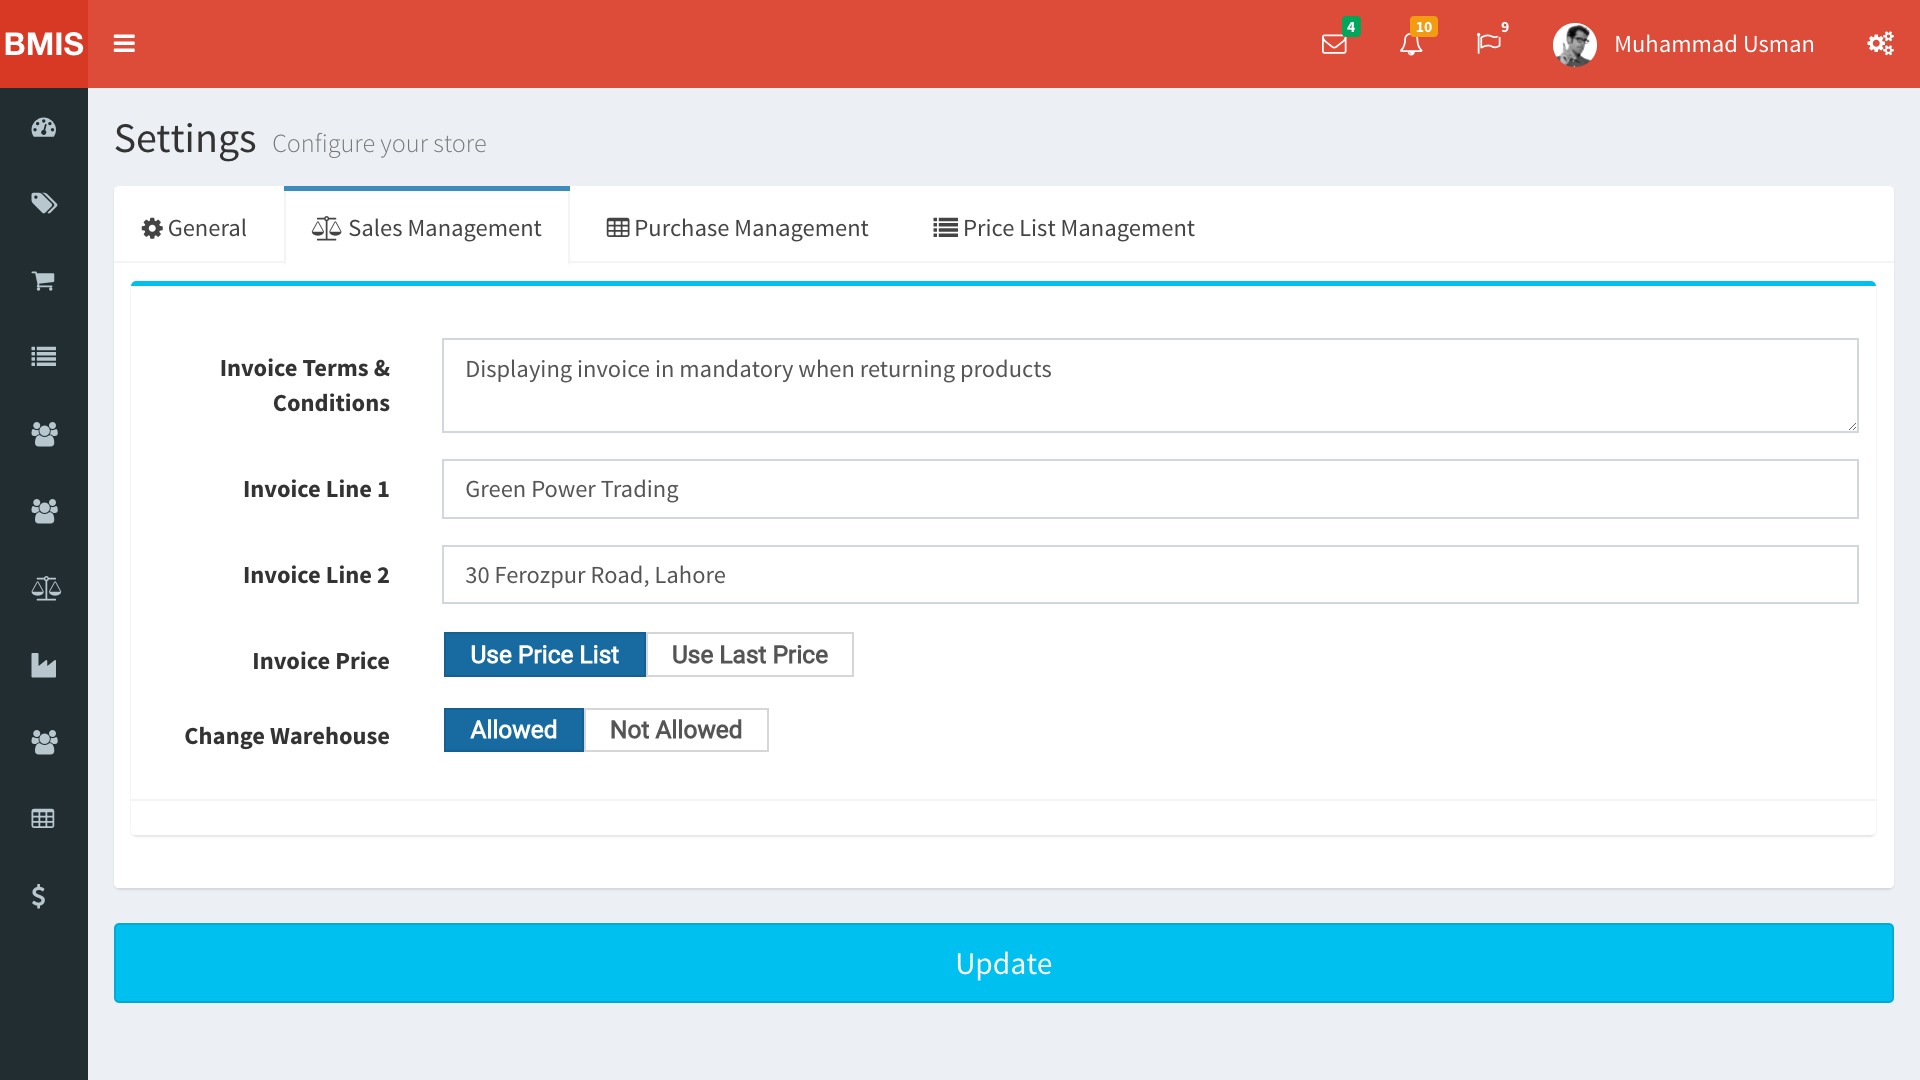 BMIS
4
10
9
Muhammad Usman
Settings Configure your store
General
Sales Management
Purchase Management
Price List Management
Invoice Terms &
Conditions
Displaying invoice in mandatory when returning products
Invoice Line 1
Green Power Trading
Invoice Line 2
30 Ferozpur Road, Lahore
Invoice Price
Use Price List
Use Last Price
Change Warehouse
Allowed
Not Allowed
Update